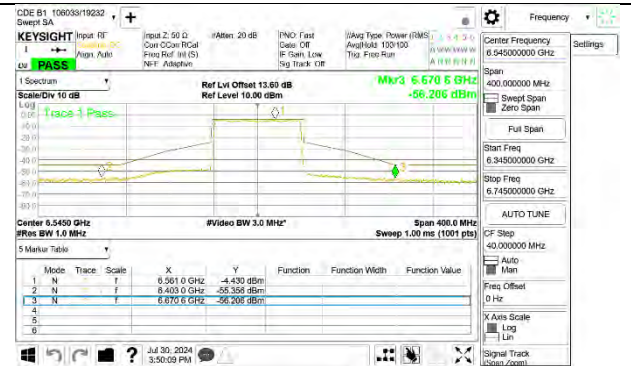 CDE B1 106033/19232
Swept SA
KEYSIGHT
Input: RF
Align: Auto
Input Z: 50 Ω
Corr CCorr RCal
Freq Ref: Int (S)
NFE: Adaptive
#Atten: 20 dB
PNO: Fast
Gate: Off
IF Gain: Low
Sig Track: Off
#Avg Type: Power (RMS)
Avg|Hold: 100/100
Trig: Free Run
PASS
1 Spectrum
Scale/Div 10 dB
Ref Lvl Offset 13.60 dB
Ref Level 10.00 dBm
Mkr3 6.670 6 GHz
-56.206 dBm
Log
Trace 1 Pass
Center 6.5450 GHz
#Res BW 1.0 MHz
#Video BW 3.0 MHz*
Span 400.0 MHz
Sweep 1.00 ms (1001 pts)
5 Marker Table
Mode Trace Scale X Y Function Function Width Function Value
1 N f 6.561 0 GHz -4.430 dBm
2 N f 6.403 0 GHz -55.356 dBm
3 N f 6.670 6 GHz -56.206 dBm
4
5
6
Jul 30, 2024
3:50:09 PM
Frequency
Settings
Center Frequency
6.545000000 GHz
Span
400.000000 MHz
Swept Span
Zero Span
Full Span
Start Freq
6.345000000 GHz
Stop Freq
6.745000000 GHz
AUTO TUNE
CF Step
40.000000 MHz
Auto
Man
Freq Offset
0 Hz
X Axis Scale
Log
Lin
Signal Track
(Span Zoom)